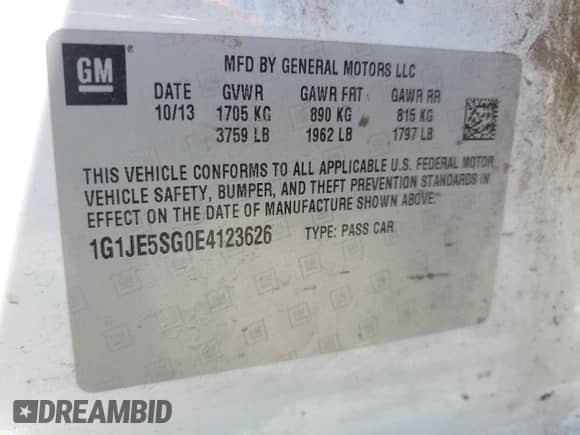 GM
MFD BY GENERAL MOTORS LLC
DATE GVWR GAWR FRT GAWR RR
10/13 1705 KG 890 KG 815 KG
3759 LB 1962 LB 1797 LB
THIS VEHICLE CONFORMS TO ALL APPLICABLE U.S. FEDERAL MOTOR
VEHICLE SAFETY, BUMPER, AND THEFT PREVENTION STANDARDS IN
EFFECT ON THE DATE OF MANUFACTURE SHOWN ABOVE.
1G1JE5SG0E4123626 TYPE: PASS CAR
DREAMBID